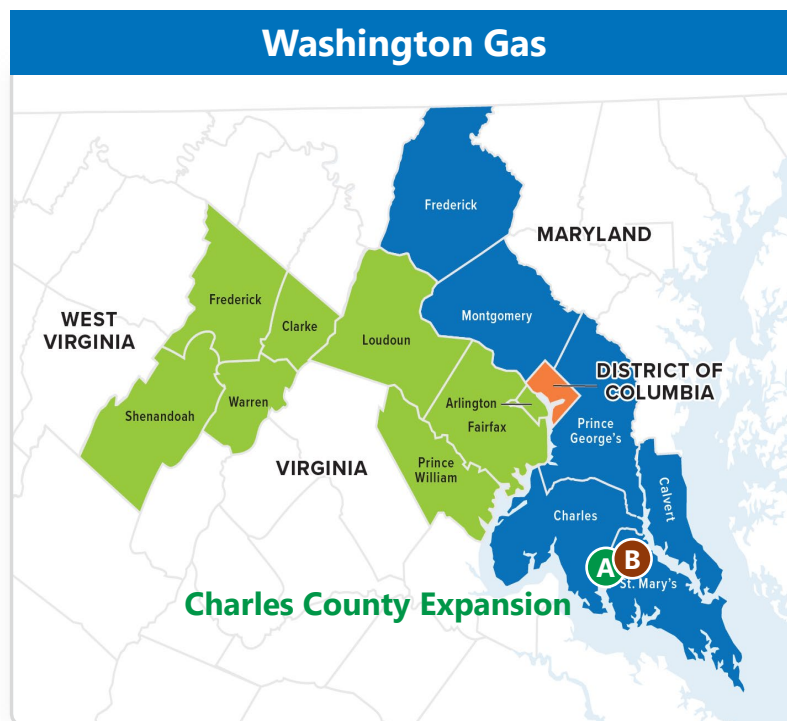 Washington Gas
Frederick
MARYLAND
Frederick
Clarke
WEST
VIRGINIA
Montgomery
Loudoun
DISTRICT OF
COLUMBIA
Shenandoah
Warren
Arlington
Fairfax
Prince
George's
VIRGINIA
Prince
William
Calvert
Charles
A
B
St. Mary's
Charles County Expansion